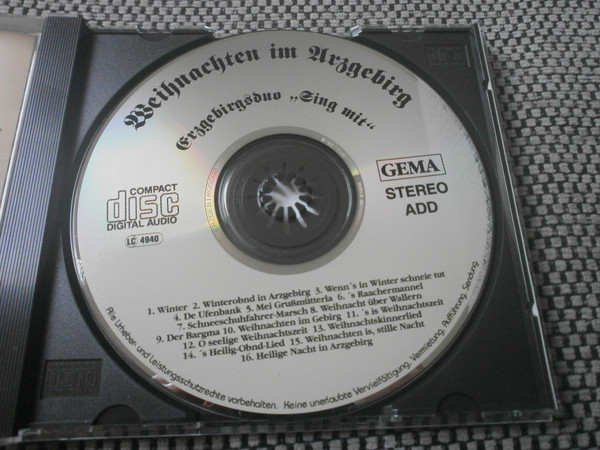 Weihnachten im Arzgebirg
Erzgebirgsduo „Sing mit“
COMPACT
disc
DIGITAL AUDIO
LC 4940
GEMA
STEREO
ADD
1. Winter 2. Winterobnd in Arzgebirg 3. Wenn´s in Winter schneie tut
4. De Ufenbank 5. Mei Grußmütterla 6. ´s Raachermannel
7. Schneeschuhfahrer-Marsch 8. Weihnacht über Wallern
9. Der Bargma 10. Weihnachten im Gebirg 11. ´s is Weihnachtszeit
12. O seelige Weihnachtszeit 13. Weihnachtskinnerlied
14. ´s Heilig-Obnd-Lied 15. Weihnachten is, stille Nacht
16. Heilige Nacht in Arzgebirg
Alle Urheber- und Leistungsschutzrechte vorbehalten. Keine unerlaubte Vervielfältigung, Vermietung, Aufführung, Sendung.